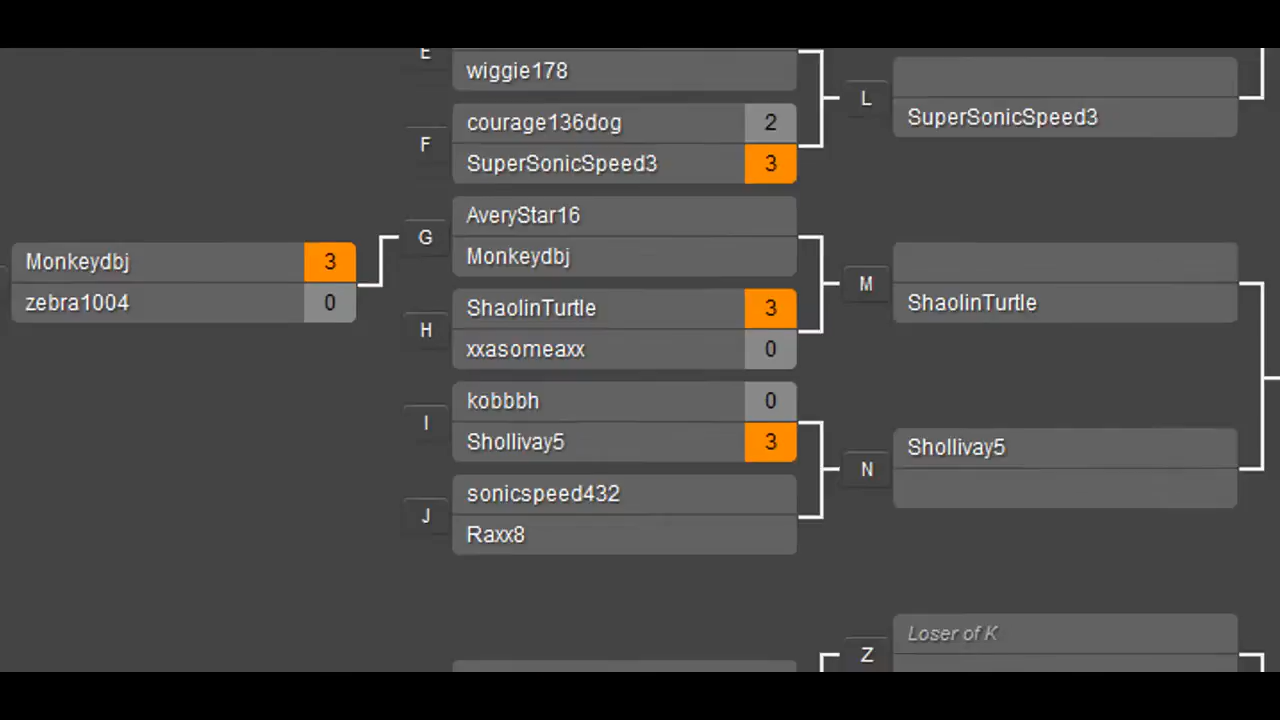 E
wiggie178
L
SuperSonicSpeed3
F
courage136dog 2
SuperSonicSpeed3 3
G
AveryStar16
Monkeydbj
Monkeydbj 3
zebra1004 0
M
ShaolinTurtle
H
ShaolinTurtle 3
xxasomeaxx 0
I
kobbbh 0
Shollivay5 3
N
Shollivay5
J
sonicspeed432
Raxx8
Z
Loser of K